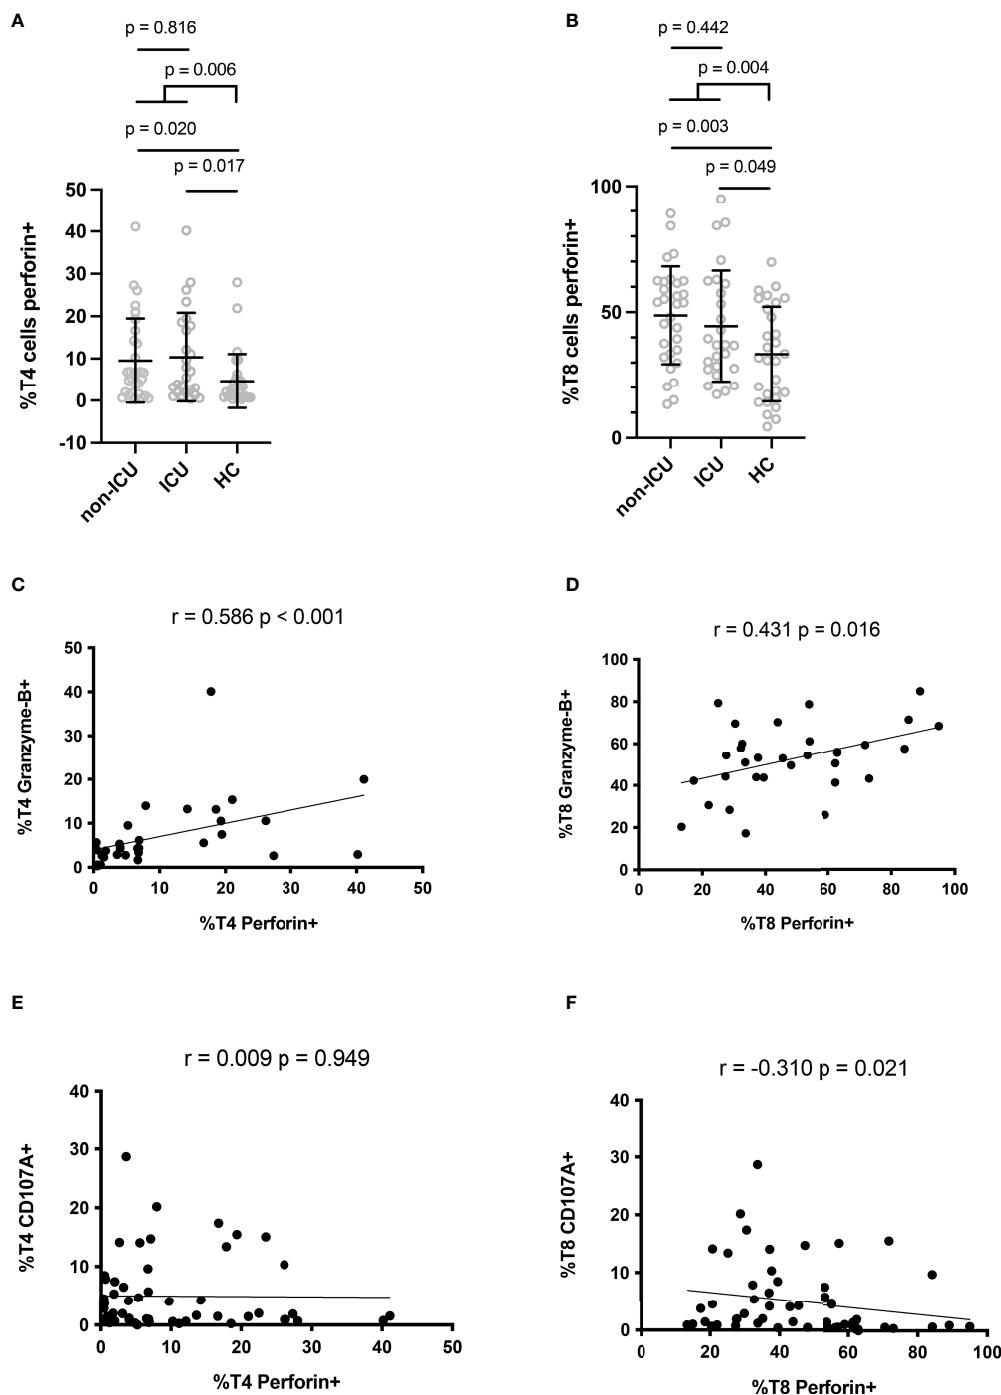 A
p = 0.816
p = 0.006
p = 0.020
p = 0.017
%T4 cells perforin+
50
40
30
20
10
0
-10
non-ICU
ICU
HC
B
p = 0.442
p = 0.004
p = 0.003
p = 0.049
%T8 cells perforin+
100
50
0
non-ICU
ICU
HC
C
r = 0.586 p < 0.001
%T4 Granzyme-B+
50
40
30
20
10
0
0 10 20 30 40 50
%T4 Perforin+
D
r = 0.431 p = 0.016
%T8 Granzyme-B+
100
80
60
40
20
0
0 20 40 60 80 100
%T8 Perforin+
E
r = 0.009 p = 0.949
%T4 CD107A+
40
30
20
10
0
0 10 20 30 40 50
%T4 Perforin+
F
r = -0.310 p = 0.021
%T8 CD107A+
40
30
20
10
0
0 20 40 60 80 100
%T8 Perforin+